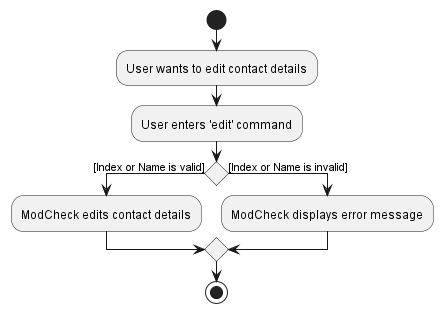 User wants to edit contact details
User enters 'edit' command
[Index or Name is valid]
[Index or Name is invalid]
ModCheck edits contact details
ModCheck displays error message